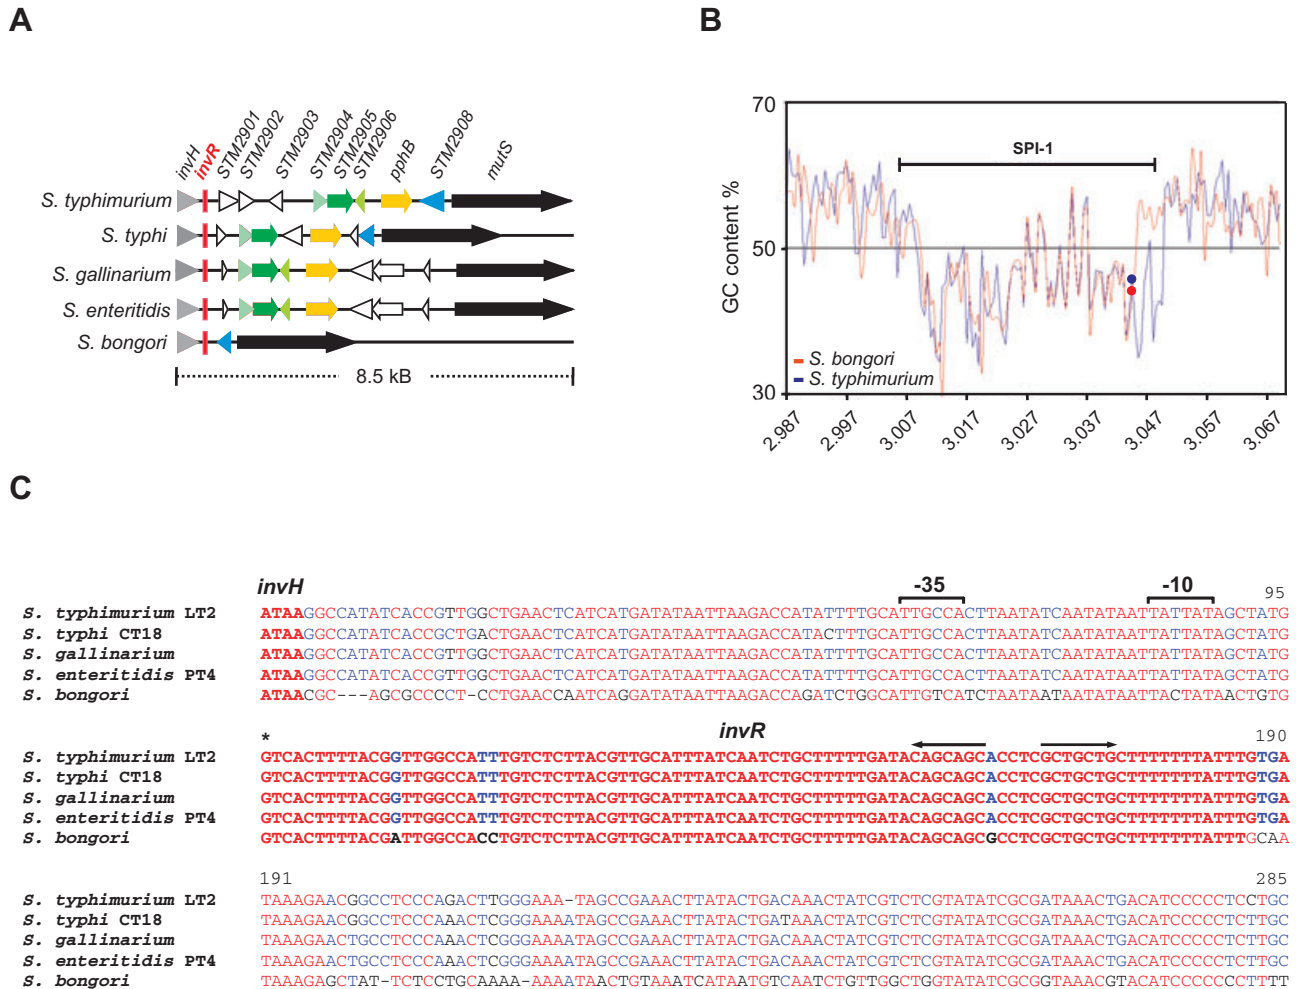 A
B
invH invR STM2901 STM2902 STM2903 STM2904 STM2905 STM2906 pphB STM2908 mutS
S. typhimurium
S. typhi
S. gallinarium
S. enteritidis
S. bongori
8.5 kB
70
50
30
GC content %
SPI-1
S. bongori
S. typhimurium
2.987 2.997 3.007 3.017 3.027 3.037 3.047 3.057 3.067
C
invH -35 -10 95
S. typhimurium LT2 ATAAGGCCATATCACCGTTGGCTGAACTCATCATGATATAATTAAGACCATATTTTGCATTGCCACTTAATATCAATATAATTATTATAGCTATG
S. typhi CT18 ATAAGGCCATATCACCGCTGACTGAACTCATCATGATATAATTAAGACCATACTTTGCATTGCCACTTAATATCAATATAATTATTATAGCTATG
S. gallinarium ATAAGGCCATATCACCGTTGGCTGAACTCATCATGATATAATTAAGACCATATTTTGCATTGCCACTTAATATCAATATAATTATTATAGCTATG
S. enteritidis PT4 ATAAGGCCATATCACCGTTGGCTGAACTCATCATGATATAATTAAGACCATATTTTGCATTGCCACTTAATATCAATATAATTATTATAGCTATG
S. bongori ATAACGC---AGCGCCCCT-CCTGAACCAATCAGGATATAATTAAGACCAGATCTGGCATTGTCATCTAATAATAATATAATTACTATAACTGTG
* invR 190
S. typhimurium LT2 GTCACTTTTACGGTTGGCCATTTGTCTCTTACGTTGCATTTATCAATCTGCTTTTTGATACAGCAGCACCTCGCTGCTGCTTTTTTTATTTGTGA
S. typhi CT18 GTCACTTTTACGGTTGGCCATTTGTCTCTTACGTTGCATTTATCAATCTGCTTTTTGATACAGCAGCACCTCGCTGCTGCTTTTTTTATTTGTGA
S. gallinarium GTCACTTTTACGGTTGGCCATTTGTCTCTTACGTTGCATTTATCAATCTGCTTTTTGATACAGCAGCACCTCGCTGCTGCTTTTTTTATTTGTGA
S. enteritidis PT4 GTCACTTTTACGGTTGGCCATTTGTCTCTTACGTTGCATTTATCAATCTGCTTTTTGATACAGCAGCACCTCGCTGCTGCTTTTTTTATTTGTGA
S. bongori GTCACTTTTACGATTGGCCACCTGTCTCTTACGTTGCATTTATCAATCTGCTTTTTGATACAGCAGCGCCTCGCTGCTGCTTTTTTTATTTGCAA
191 285
S. typhimurium LT2 TAAAGAACGGCCTCCCAGACTTGGGAAA-TAGCCGAAACTTATACTGACAAACTATCGTCTCGTATATCGCGATAAACTGACATCCCCCTCCTGC
S. typhi CT18 TAAAGAACGGCCTCCCAAACTCGGGAAAATAGCCGAAACTTATACTGATAAACTATCGTCTCGTATATCGCGATAAACTGACATCCCCCTCTTGC
S. gallinarium TAAAGAACTGCCTCCCAAACTCGGGAAAATAGCCGAAACTTATACTGACAAACTATCGTCTCGTATATCGCGATAAACTGACATCCCCCTCTTGC
S. enteritidis PT4 TAAAGAACTGCCTCCCAAACTCGGGAAAATAGCCGAAACTTATACTGACAAACTATCGTCTCGTATATCGCGATAAACTGACATCCCCCTCTTGC
S. bongori TAAAGAGCTAT-TCTCCTGCAAAA-AAAATAACTGTAAATCATAATGTCAATCTGTTGGCTGGTATATCGCGGTAAACGTACATCCCCCCTTTT